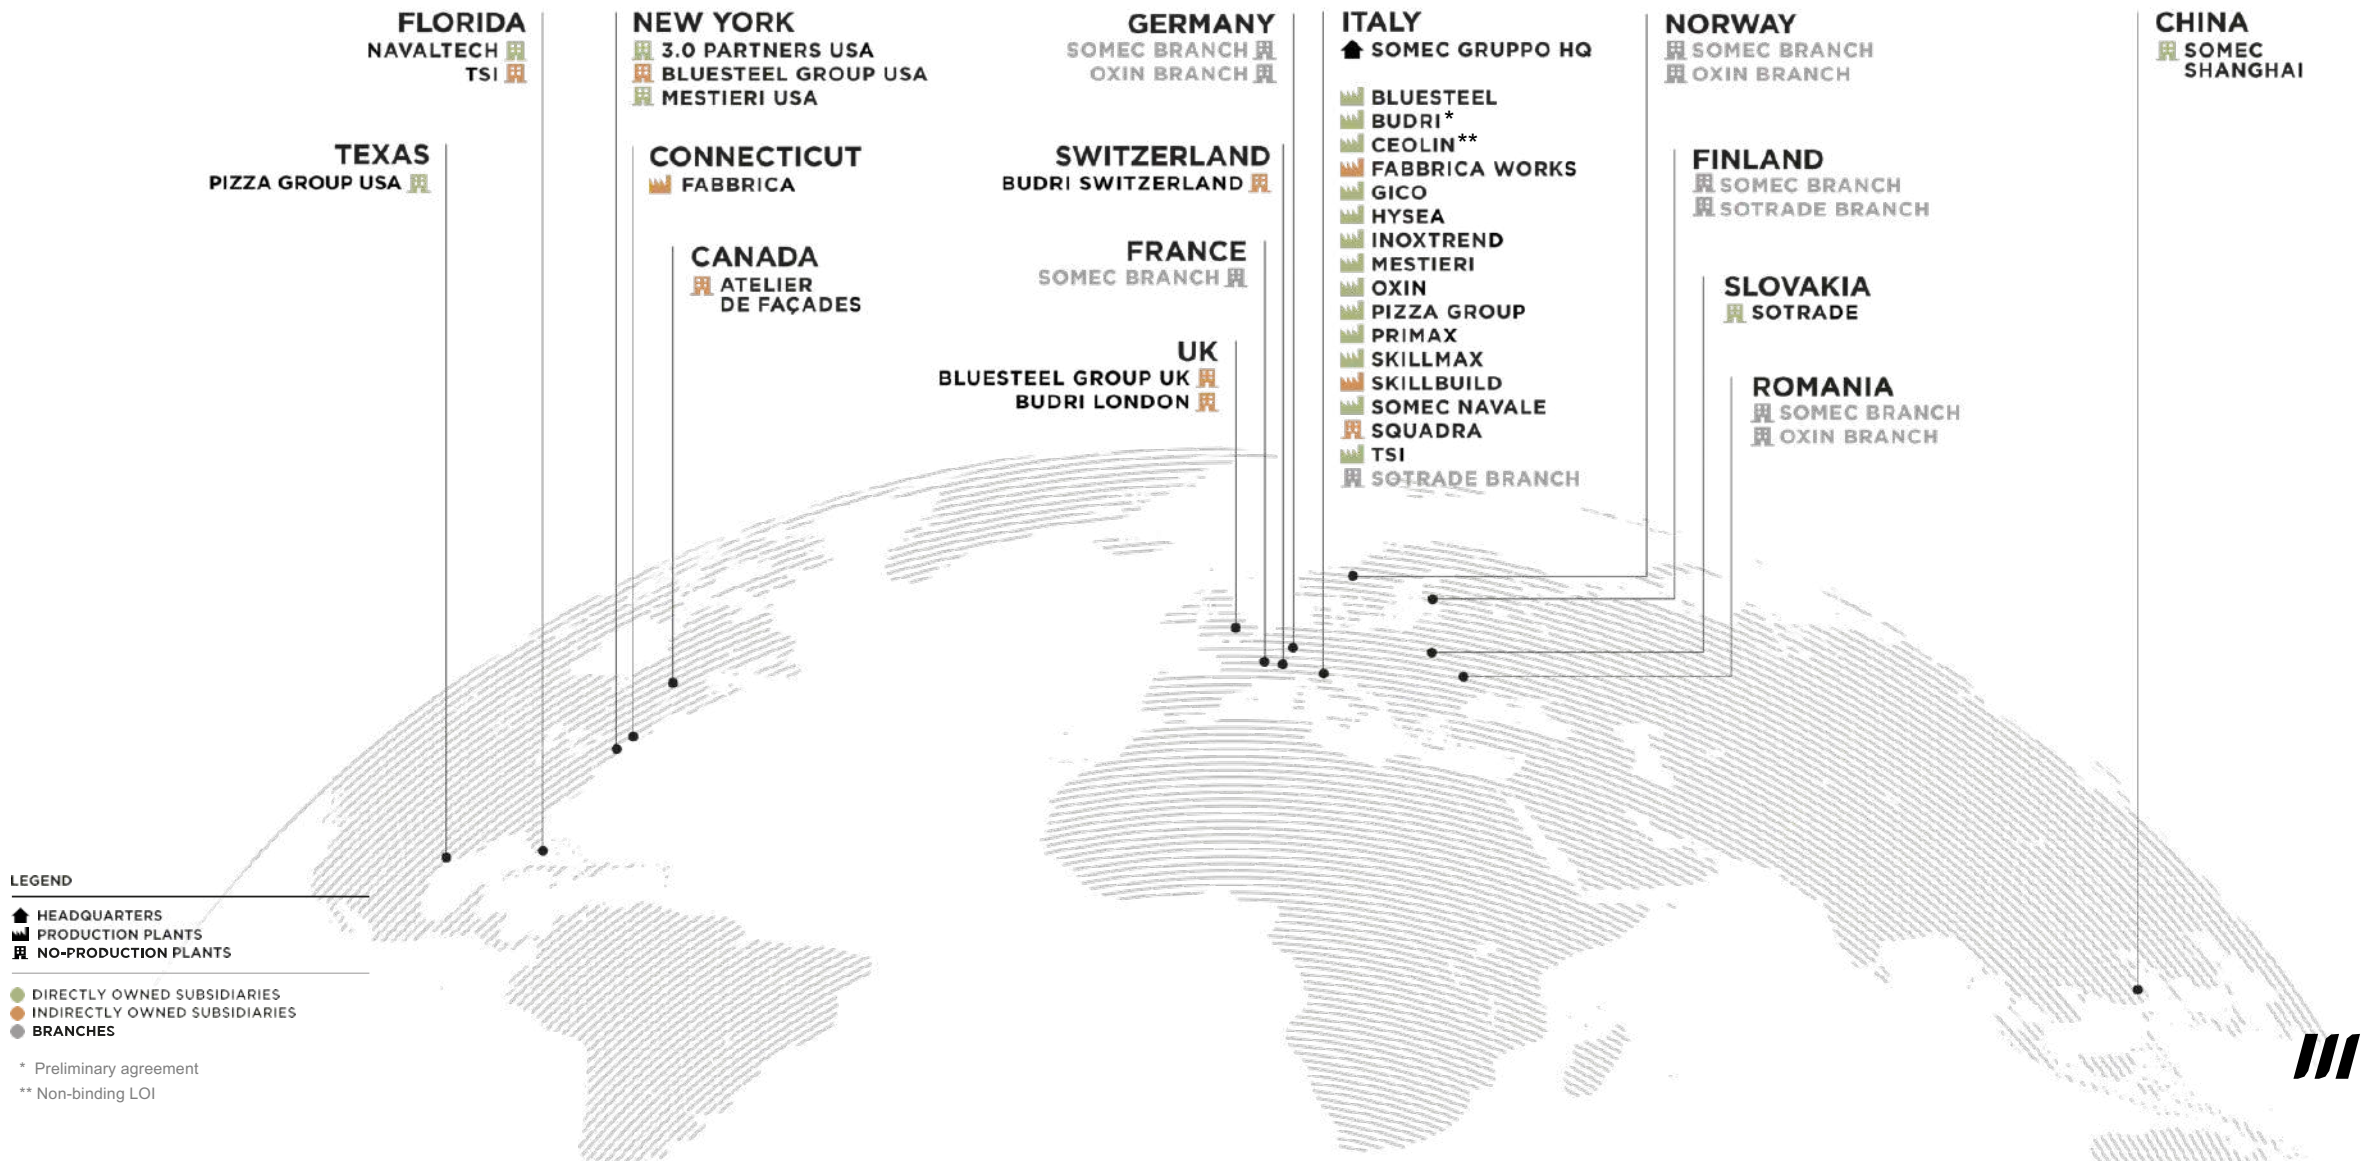 FLORIDA
NAVALTECH
TSI
NEW YORK
3.0 PARTNERS USA
BLUESTEEL GROUP USA
MESTIERI USA
TEXAS
PIZZA GROUP USA
CONNECTICUT
FABBRICA
CANADA
ATELIER
DE FAÇADES
GERMANY
SOMEC BRANCH
OXIN BRANCH
SWITZERLAND
BUDRI SWITZERLAND
FRANCE
SOMEC BRANCH
UK
BLUESTEEL GROUP UK
BUDRI LONDON
ITALY
SOMEC GRUPPO HQ
BLUESTEEL
BUDRI*
CEOLIN**
FABBRICA WORKS
GICO
HYSEA
INOXTREND
MESTIERI
OXIN
PIZZA GROUP
PRIMAX
SKILLMAX
SKILLBUILD
SOMEC NAVALE
SQUADRA
TSI
SOTRADE BRANCH
NORWAY
SOMEC BRANCH
OXIN BRANCH
FINLAND
SOMEC BRANCH
SOTRADE BRANCH
SLOVAKIA
SOTRADE
ROMANIA
SOMEC BRANCH
OXIN BRANCH
CHINA
SOMEC
SHANGHAI
LEGEND
HEADQUARTERS
PRODUCTION PLANTS
NO-PRODUCTION PLANTS
DIRECTLY OWNED SUBSIDIARIES
INDIRECTLY OWNED SUBSIDIARIES
BRANCHES
* Preliminary agreement
** Non-binding LOI